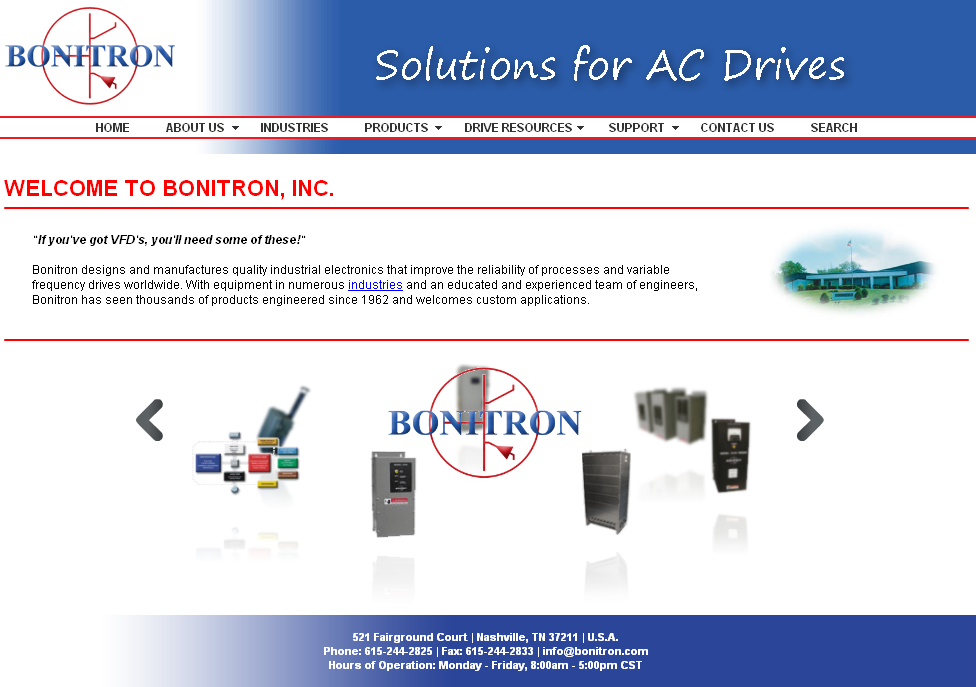 BONITRON
Solutions for AC Drives
HOME ABOUT US INDUSTRIES PRODUCTS DRIVE RESOURCES SUPPORT CONTACT US SEARCH
WELCOME TO BONITRON, INC.
"If you've got VFD's, you'll need some of these!"
Bonitron designs and manufactures quality industrial electronics that improve the reliability of processes and variable
frequency drives worldwide. With equipment in numerous industries and an educated and experienced team of engineers,
Bonitron has seen thousands of products engineered since 1962 and welcomes custom applications.
BONITRON
521 Fairground Court | Nashville, TN 37211 | U.S.A.
Phone: 615-244-2825 | Fax: 615-244-2833 | info@bonitron.com
Hours of Operation: Monday - Friday, 8:00am - 5:00pm CST